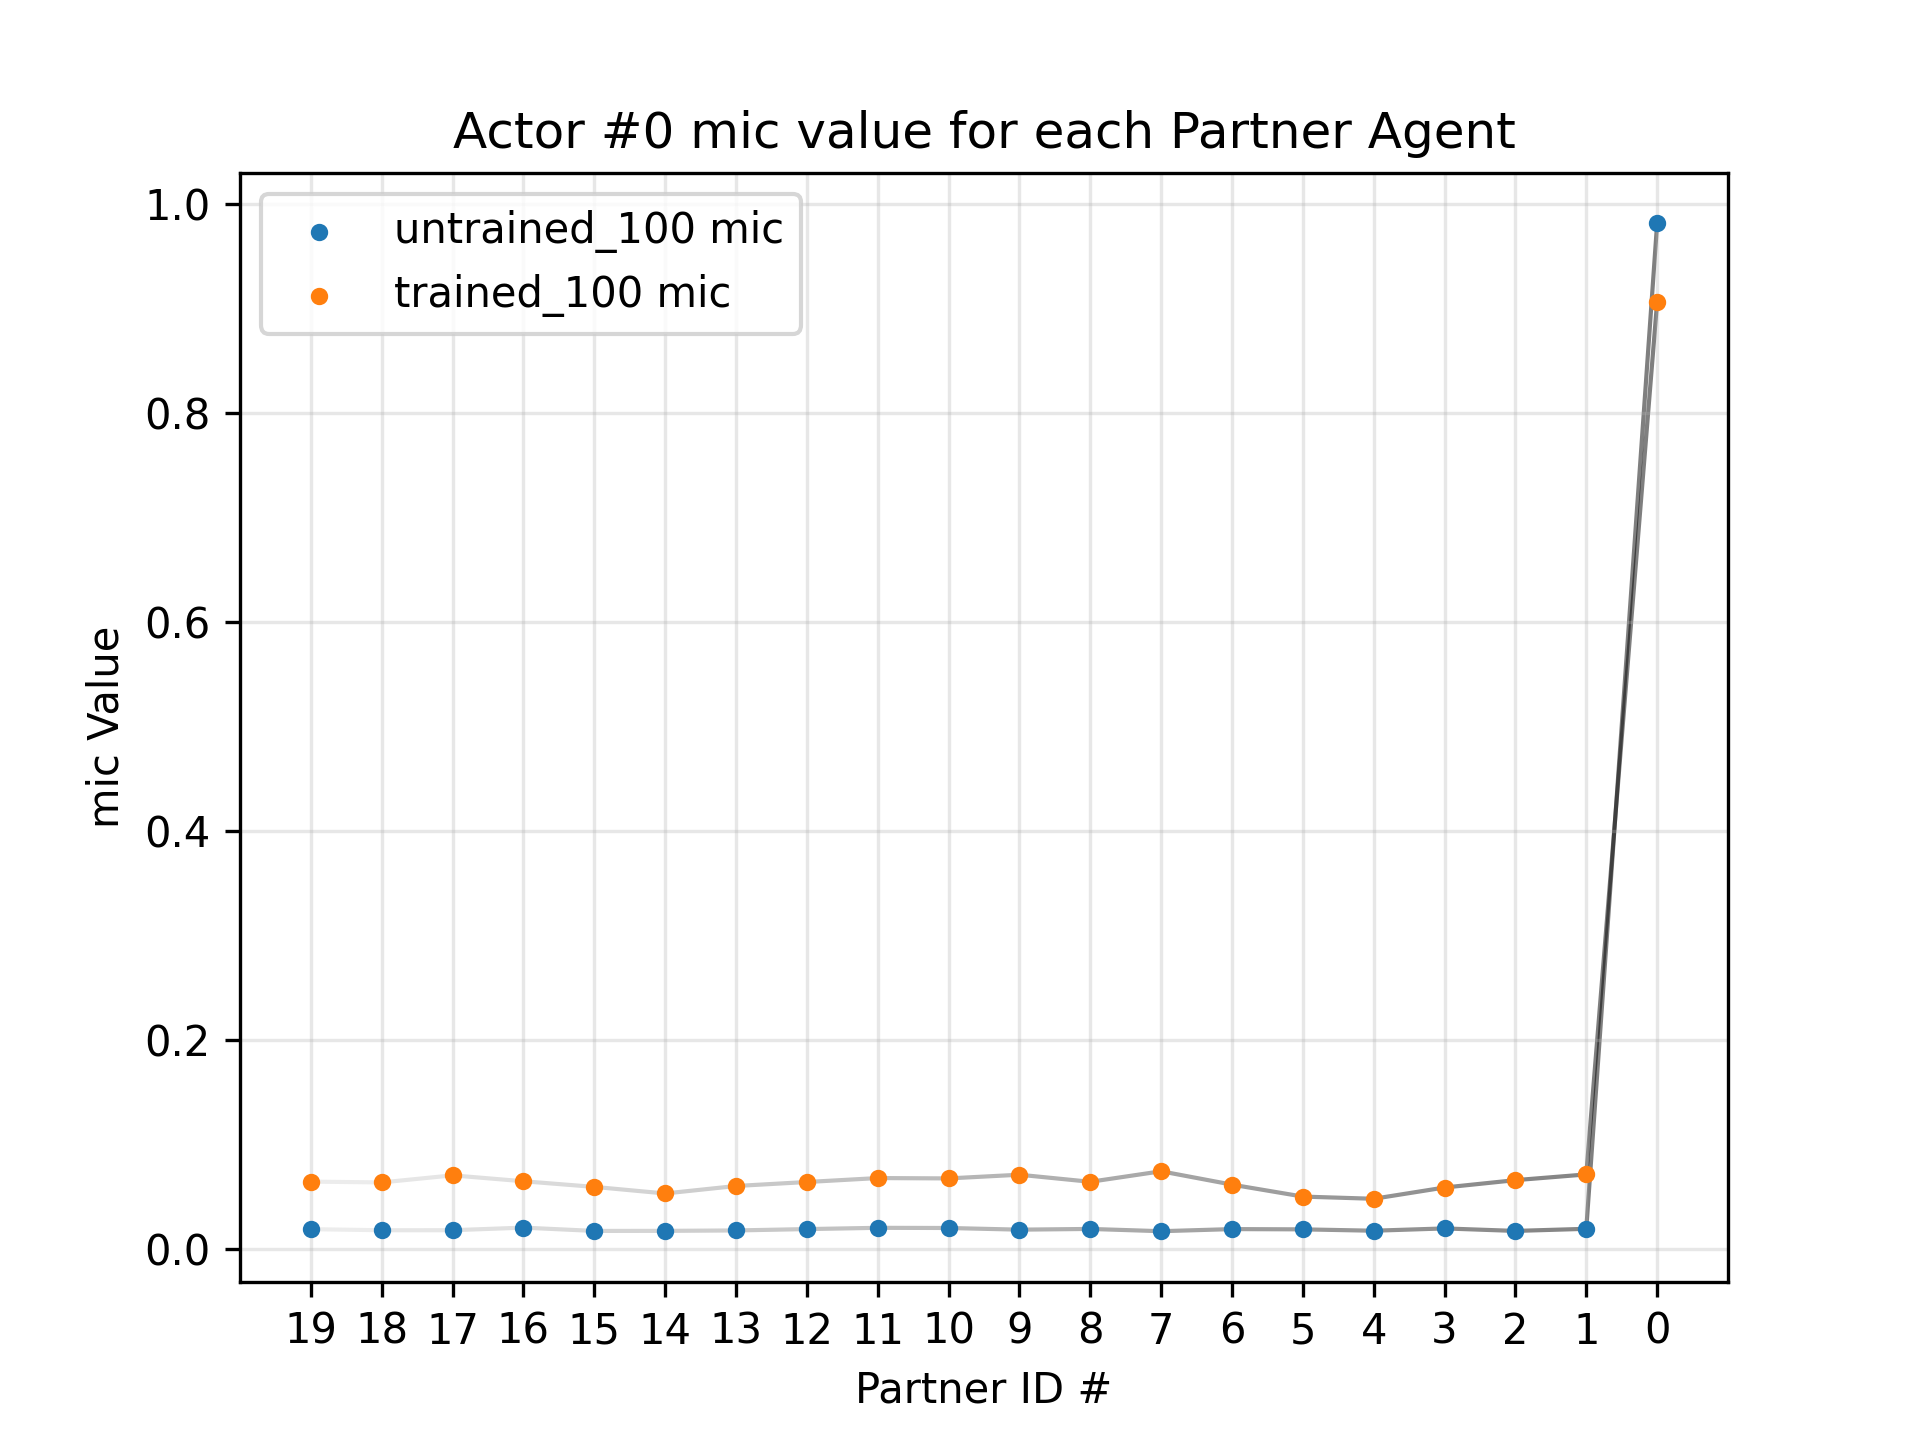 Actor #0 mic value for each Partner Agent
untrained_100 mic
trained_100 mic
1.0
0.8
0.6
0.4
0.2
0.0
mic Value
19 18 17 16 15 14 13 12 11 10 9 8 7 6 5 4 3 2 1 0
Partner ID #